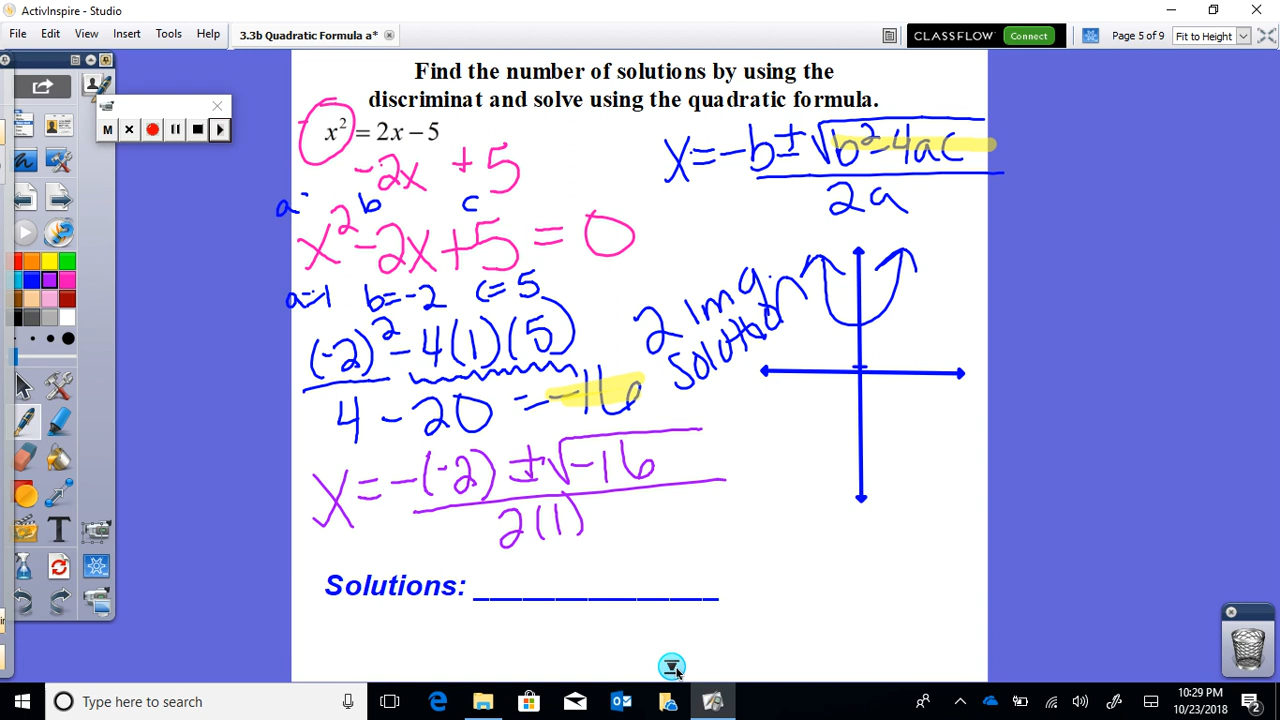 ActivInspire - Studio
File Edit View Insert Tools Help
3.3b Quadratic Formula a*
CLASSFLOW Connect
Page 5 of 9
Fit to Height
Find the number of solutions by using the
discriminat and solve using the quadratic formula.
x² = 2x − 5
-2x +5
a b c
x² -2x +5 = 0
a=1 b=-2 c=5
(-2)² - 4(1)(5)
4 - 20 = -16
x = -(-2) ± √-16
2(1)
x = -b ± √b²-4ac
2a
2 imag
solution
Solutions: _______________
M
T
Type here to search
10:29 PM
10/23/2018
2